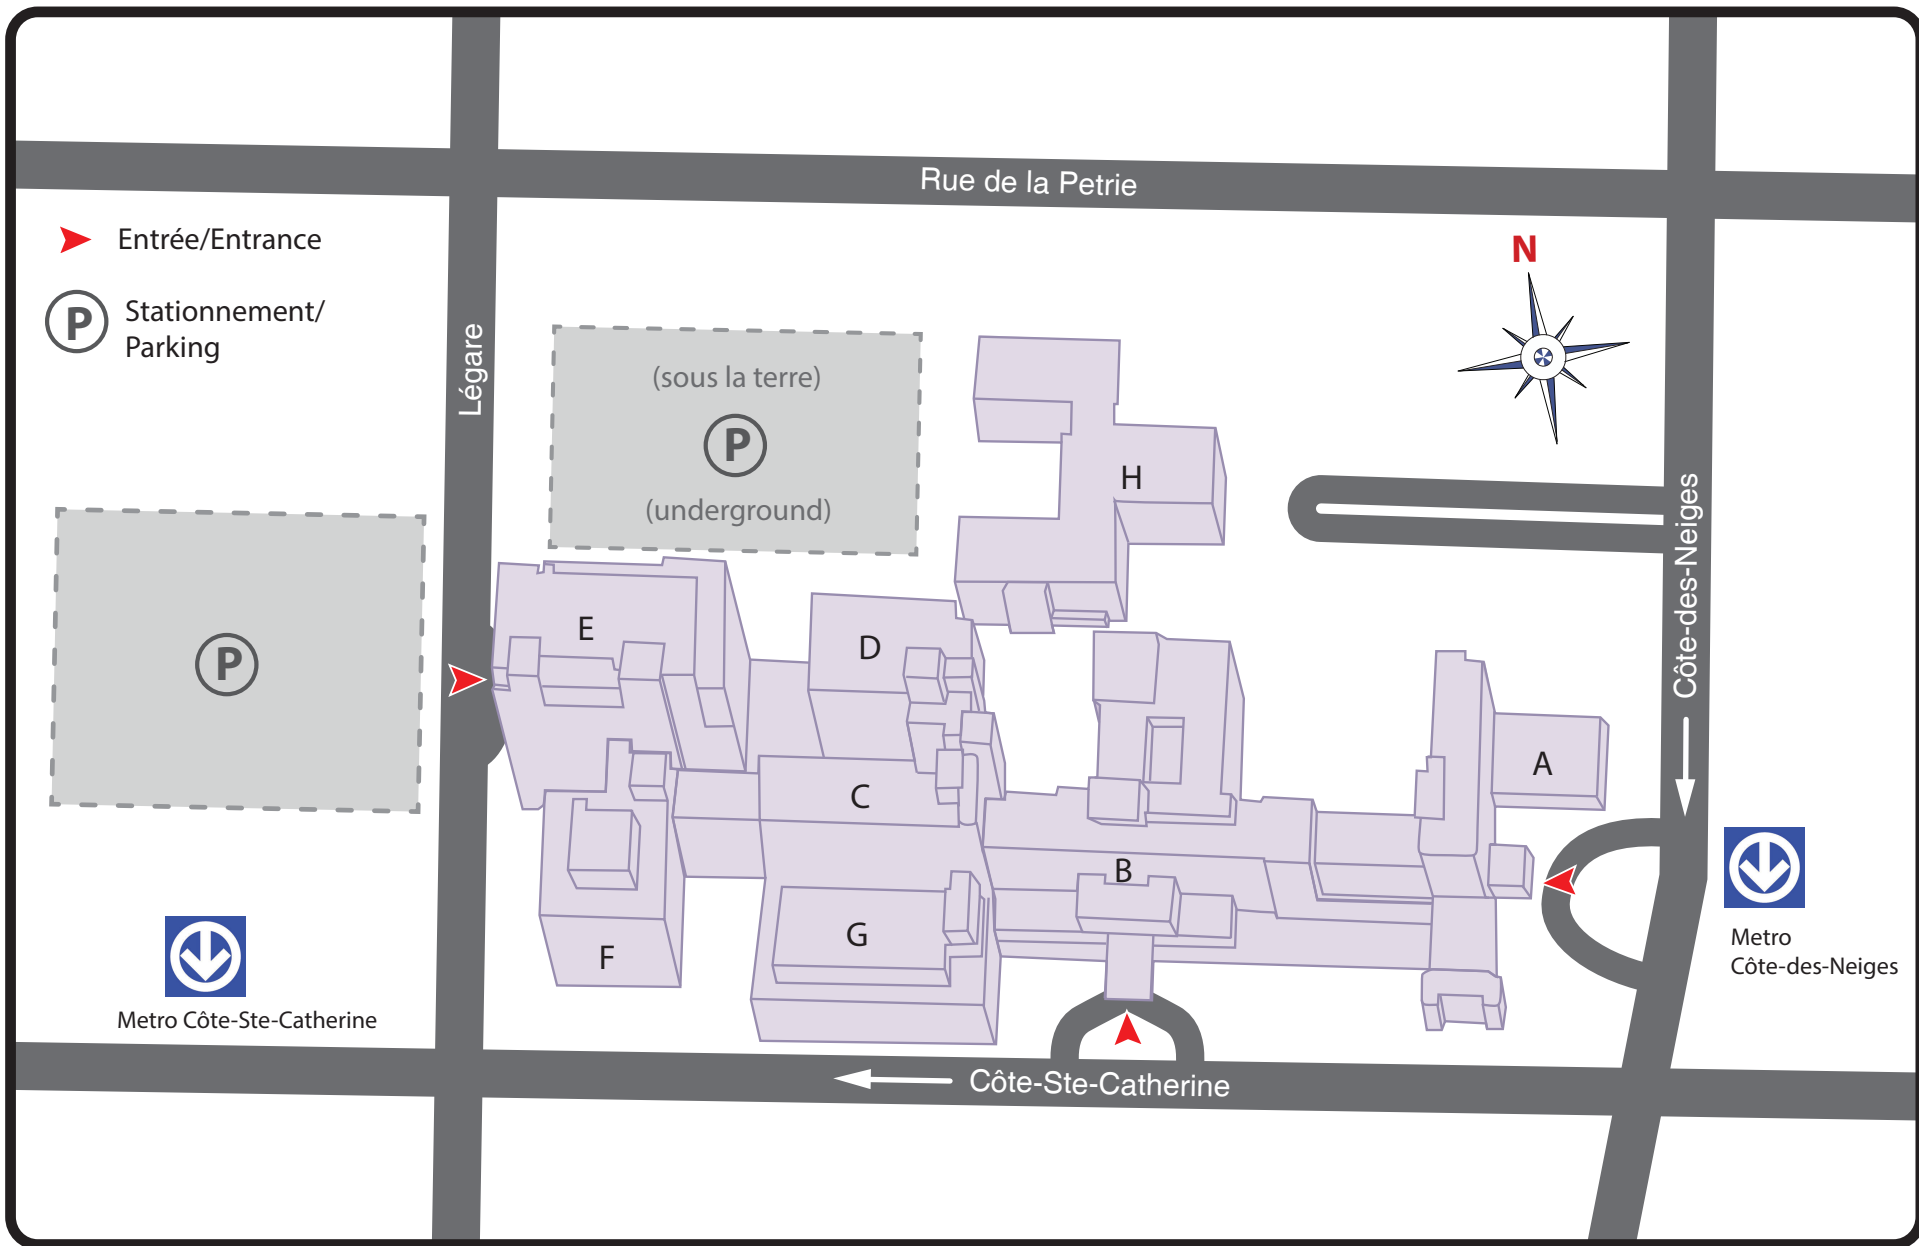 Rue de la Petrie
Entrée/Entrance
P
Stationnement/
Parking
N
Légare
(sous la terre)
P
(underground)
H
Côte-des-Neiges
E
D
P
A
C
B
G
F
Metro
Côte-des-Neiges
Metro Côte-Ste-Catherine
Côte-Ste-Catherine